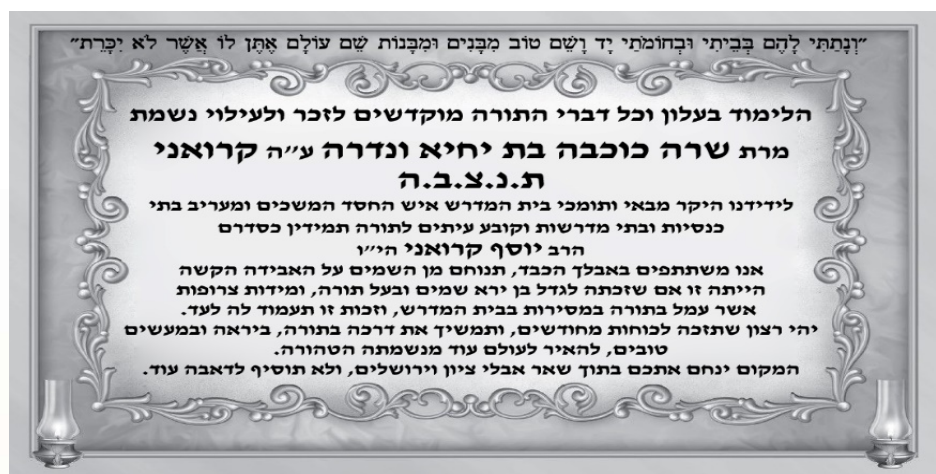 "וְנָתַתִּי לָהֶם בְּבֵיתִי וּבְחוֹמֹתַי יָד וָשֵׁם טוֹב מִבָּנִים וּמִבָּנוֹת שֵׁם עוֹלָם אֶתֶּן לוֹ אֲשֶׁר לֹא יִכָּרֵת"
הלימוד בעלון וכל דברי התורה מוקדשים לזכר ולעילוי נשמת
מרת שרה כוכבה בת יחיא ונדרה ע״ה קרואני
ת.נ.צ.ב.ה
לידידנו היקר מבאי ותומכי בית המדרש איש החסד המשכים ומעריב בתי
כנסיות ובתי מדרשות וקובע עיתים לתורה תמידין כסדרם
הרב יוסף קרואני הי״ו
אנו משתתפים באבלך הכבד, תנוחם מן השמים על האבידה הקשה
הייתה זו אם שזכתה לגדל בן ירא שמים ובעל תורה, ומידות צרופות
אשר עמל בתורה במסירות בבית המדרש, וזכות זו תעמוד לה לעד.
יהי רצון שתזכה לכוחות מחודשים, ותמשיך את דרכה בתורה, ביראה ובמעשים
טובים, להאיר לעולם עוד מנשמתה הטהורה.
המקום ינחם אתכם בתוך שאר אבלי ציון וירושלים, ולא תוסיף לדאבה עוד.